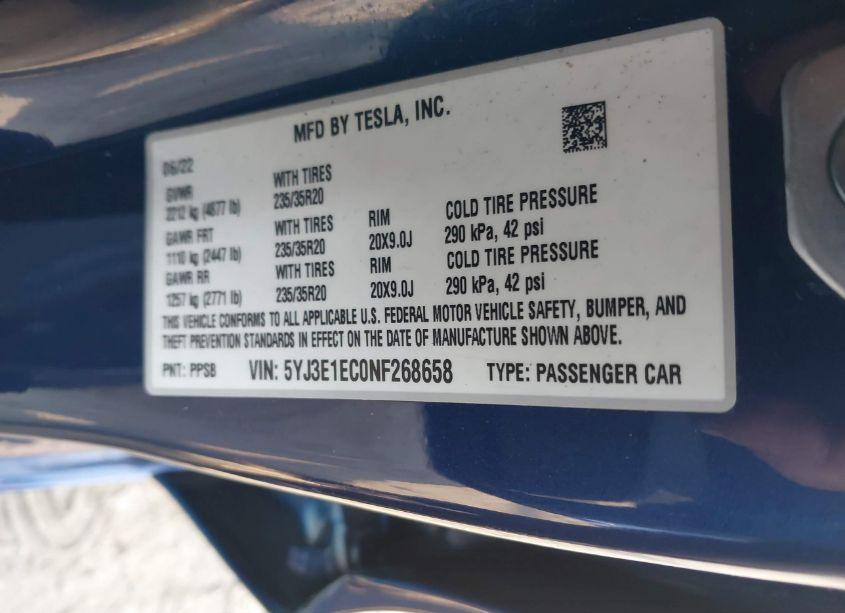 MFD BY TESLA, INC.
06/22
GVWR
2212 kg (4877 lb)
WITH TIRES
235/35R20
GAWR FRT
1110 kg (2447 lb)
WITH TIRES
235/35R20
RIM
20X9.0J
COLD TIRE PRESSURE
290 kPa, 42 psi
GAWR RR
1257 kg (2771 lb)
WITH TIRES
235/35R20
RIM
20X9.0J
COLD TIRE PRESSURE
290 kPa, 42 psi
THIS VEHICLE CONFORMS TO ALL APPLICABLE U.S. FEDERAL MOTOR VEHICLE SAFETY, BUMPER, AND
THEFT PREVENTION STANDARDS IN EFFECT ON THE DATE OF MANUFACTURE SHOWN ABOVE.
PNT: PPSB VIN: 5YJ3E1EC0NF268658 TYPE: PASSENGER CAR